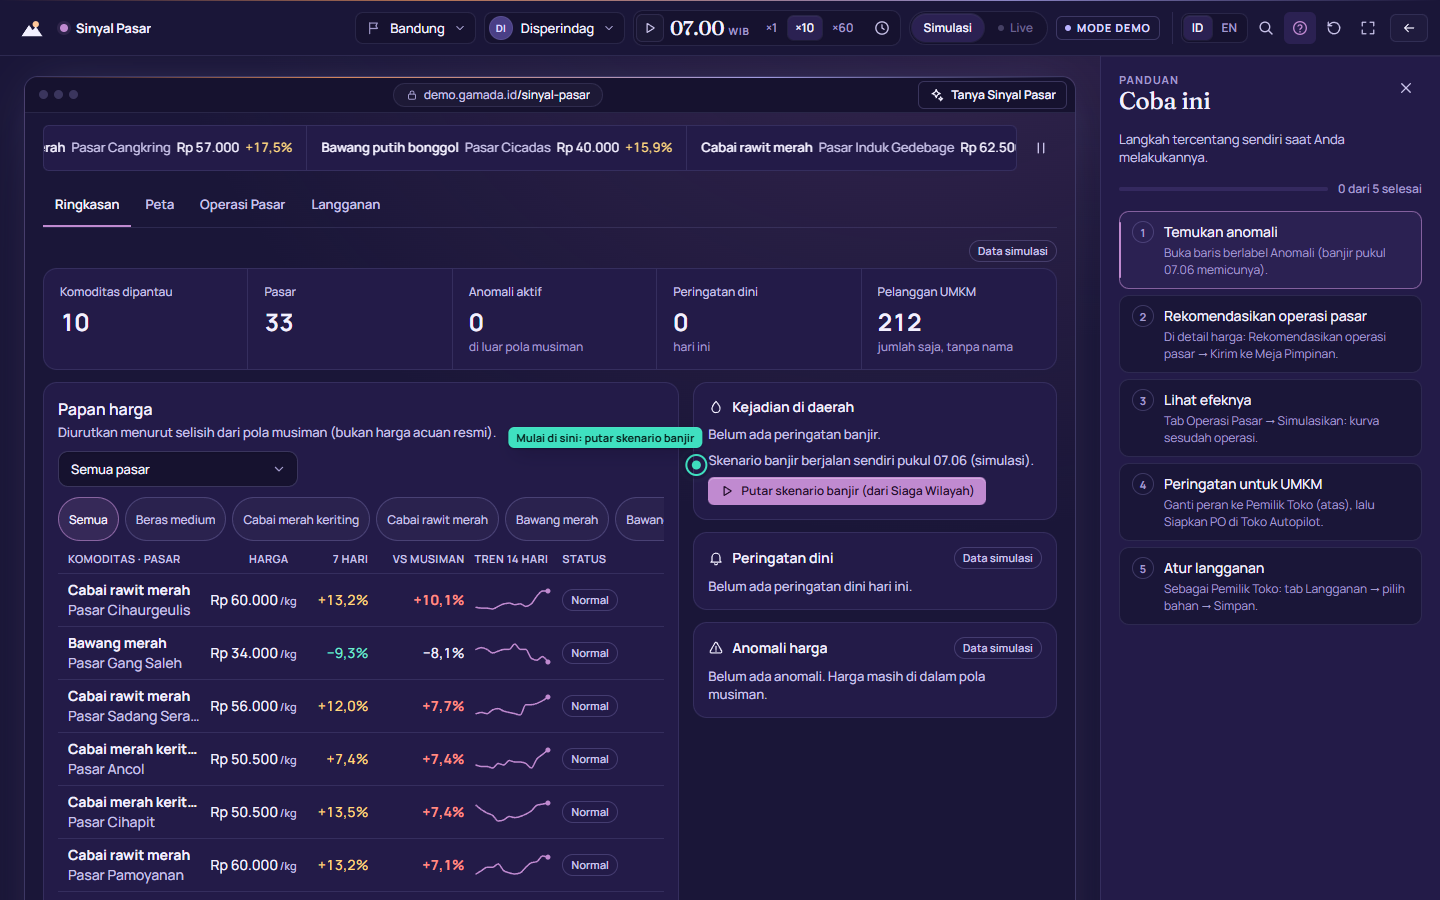 Sinyal Pasar
Bandung
DI Disperindag
07.00 WIB
×1 ×10 ×60
Simulasi Live
MODE DEMO
ID EN
demo.gamada.id/sinyal-pasar
Tanya Sinyal Pasar
erah Pasar Cangkring Rp 57.000 +17,5%
Bawang putih bonggol Pasar Cicadas Rp 40.000 +15,9%
Cabai rawit merah Pasar Induk Gedebage Rp 62.50
Ringkasan Peta Operasi Pasar Langganan
Data simulasi
Komoditas dipantau
10
Pasar
33
Anomali aktif
0
di luar pola musiman
Peringatan dini
0
hari ini
Pelanggan UMKM
212
jumlah saja, tanpa nama
Papan harga
Diurutkan menurut selisih dari pola musiman (bukan harga acuan resmi).
Mulai di sini: putar skenario banjir
Semua pasar
Semua Beras medium Cabai merah keriting Cabai rawit merah Bawang merah Bawan
KOMODITAS · PASAR HARGA 7 HARI VS MUSIMAN TREN 14 HARI STATUS
Cabai rawit merah
Pasar Cihaurgeulis
Rp 60.000 /kg +13,2% +10,1% Normal
Bawang merah
Pasar Gang Saleh
Rp 34.000 /kg −9,3% −8,1% Normal
Cabai rawit merah
Pasar Sadang Sera...
Rp 56.000 /kg +12,0% +7,7% Normal
Cabai merah kerit...
Pasar Ancol
Rp 50.500 /kg +7,4% +7,4% Normal
Cabai merah kerit...
Pasar Cihapit
Rp 50.500 /kg +13,5% +7,4% Normal
Cabai rawit merah
Pasar Pamoyanan
Rp 60.000 /kg +13,2% +7,1% Normal
Kejadian di daerah
Belum ada peringatan banjir.
Skenario banjir berjalan sendiri pukul 07.06 (simulasi).
Putar skenario banjir (dari Siaga Wilayah)
Peringatan dini
Data simulasi
Belum ada peringatan dini hari ini.
Anomali harga
Data simulasi
Belum ada anomali. Harga masih di dalam pola
musiman.
PANDUAN
Coba ini
Langkah tercentang sendiri saat Anda
melakukannya.
0 dari 5 selesai
1 Temukan anomali
Buka baris berlabel Anomali (banjir pukul
07.06 memicunya).
2 Rekomendasikan operasi pasar
Di detail harga: Rekomendasikan operasi
pasar → Kirim ke Meja Pimpinan.
3 Lihat efeknya
Tab Operasi Pasar → Simulasikan: kurva
sesudah operasi.
4 Peringatan untuk UMKM
Ganti peran ke Pemilik Toko (atas), lalu
Siapkan PO di Toko Autopilot.
5 Atur langganan
Sebagai Pemilik Toko: tab Langganan → pilih
bahan → Simpan.